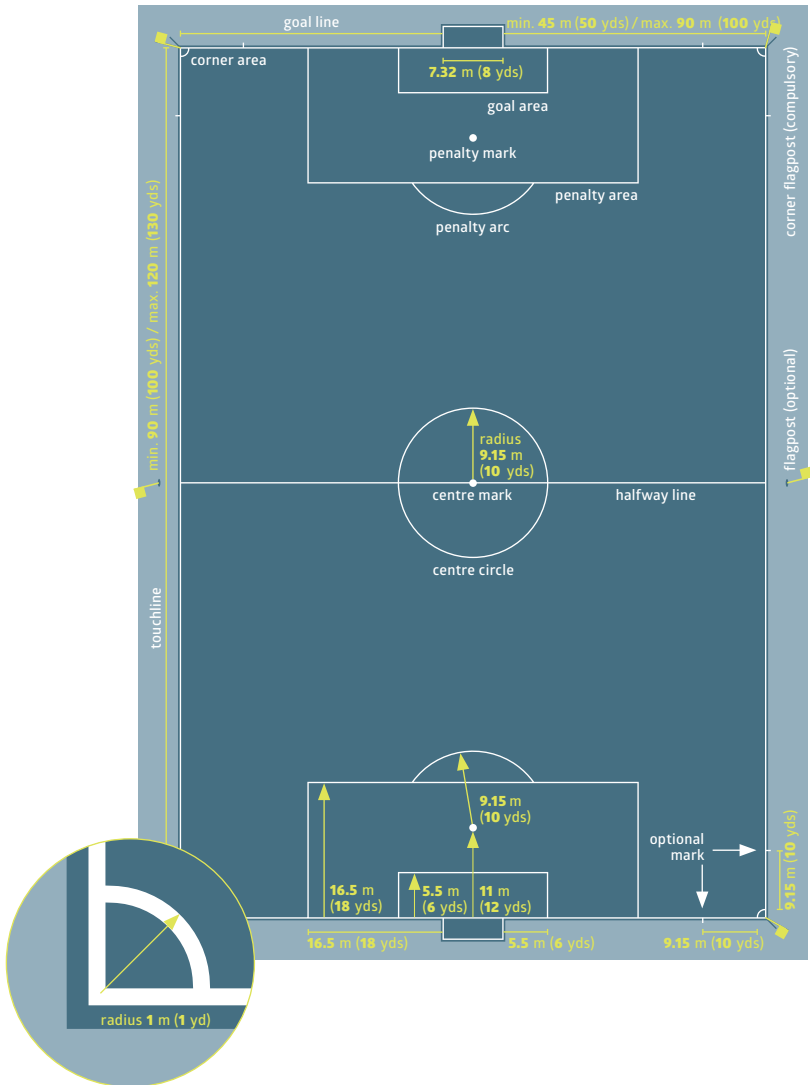 goal line
min. 45 m (50 yds) / max. 90 m (100 yds)
corner area
7.32 m (8 yds)
goal area
penalty mark
penalty area
penalty arc
corner flagpost (compulsory)
min. 90 m (100 yds) / max. 120 m (130 yds)
flagpost (optional)
radius
9.15 m
(10 yds)
centre mark
halfway line
centre circle
touchline
9.15 m
(10 yds)
optional
mark
9.15 m (10 yds)
16.5 m
(18 yds)
5.5 m
(6 yds)
11 m
(12 yds)
16.5 m (18 yds)
5.5 m (6 yds)
9.15 m (10 yds)
radius 1 m (1 yd)